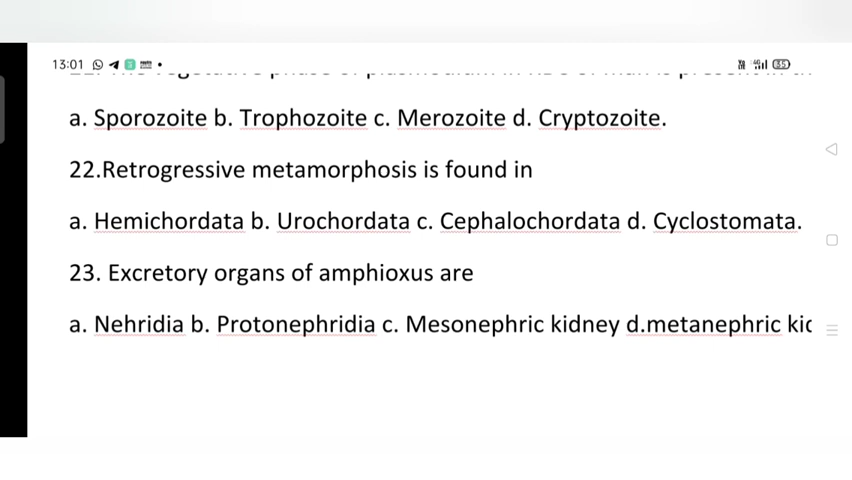 13:01
a. Sporozoite b. Trophozoite c. Merozoite d. Cryptozoite.
22.Retrogressive metamorphosis is found in
a. Hemichordata b. Urochordata c. Cephalochordata d. Cyclostomata.
23. Excretory organs of amphioxus are
a. Nehridia b. Protonephridia c. Mesonephric kidney d.metanephric